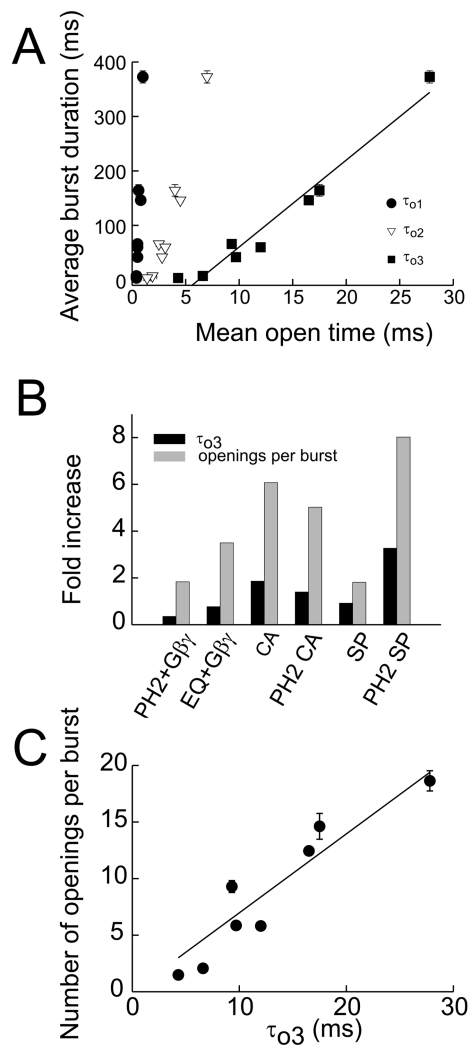 A
Average burst duration (ms)
400
300
200
100
0
0 5 10 15 20 25 30
τo1
τo2
τo3
Mean open time (ms)
B
Fold increase
8
6
4
2
0
τo3
openings per burst
PH2+Gβγ
EQ+Gβγ
CA
PH2 CA
SP
PH2 SP
C
Number of openings per burst
20
15
10
5
0
0 10 20 30
τo3 (ms)